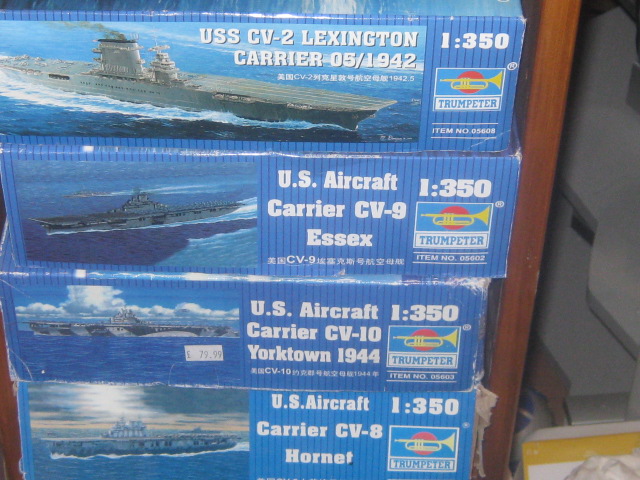 USS CV-2 LEXINGTON
CARRIER 05/1942
美国CV-2列克星敦号航空母舰1942.5
1:350
®
TRUMPETER
ITEM NO.05608
U.S. Aircraft
Carrier CV-9
Essex
美国CV-9埃塞克斯号航空母舰
1:350
®
TRUMPETER
ITEM NO.05602
U.S. Aircraft
Carrier CV-10
Yorktown 1944
美国CV-10约克郡号航空母舰1944年
1:350
®
TRUMPETER
ITEM NO.05603
79.99
U.S.Aircraft
Carrier CV-8
Hornet
1:350
®
TRUMPETER